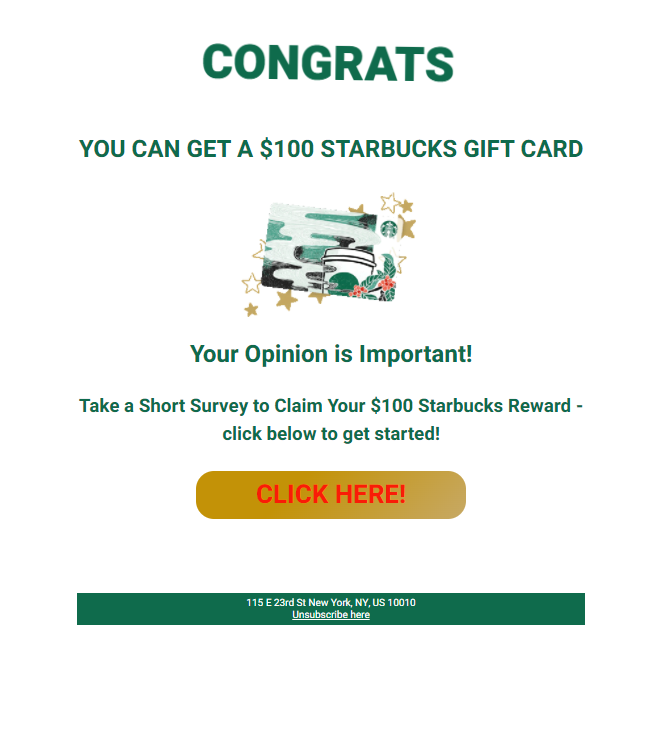 CONGRATS
YOU CAN GET A $100 STARBUCKS GIFT CARD
Your Opinion is Important!
Take a Short Survey to Claim Your $100 Starbucks Reward -
click below to get started!
CLICK HERE!
115 E 23rd St New York, NY, US 10010
Unsubscribe here